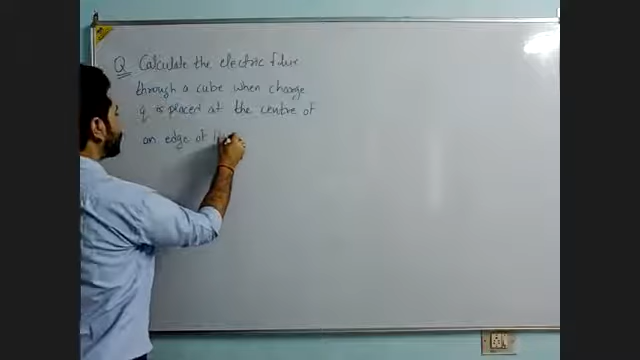 Q Calculate the electric flux
through a cube when charge
q is placed at the centre of
an edge of